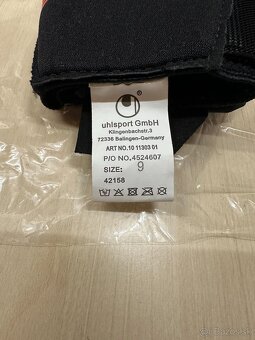 uhlsport GmbH
Klingenbachstr.3
72336 Balingen-Germany
ART NO.10 11303 01
P/O NO.4524607
SIZE: 9
42158